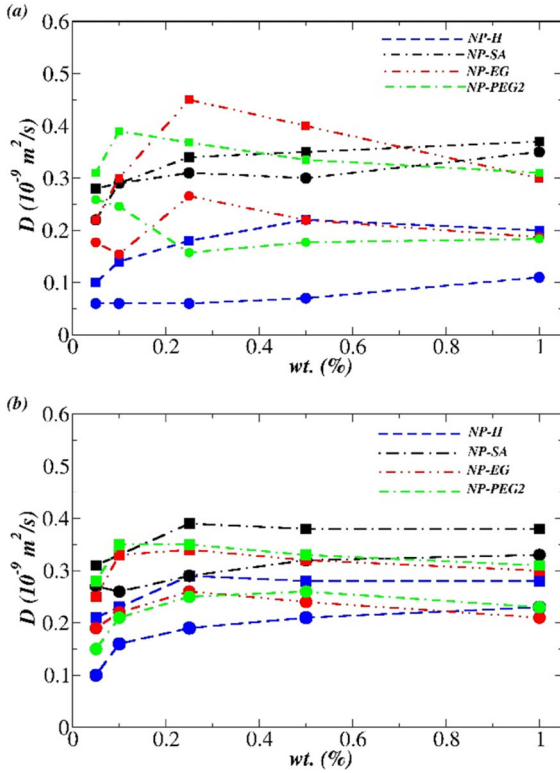 (a)
0.6
NP-H
NP-SA
NP-EG
NP-PEG2
0.5
0.4
0.3
0.2
0.1
0
D (10⁻⁹ m²/s)
0 0.2 0.4 0.6 0.8 1
wt. (%)
(b)
0.6
NP-H
NP-SA
NP-EG
NP-PEG2
0.5
0.4
0.3
0.2
0.1
0
D (10⁻⁹ m²/s)
0 0.2 0.4 0.6 0.8 1
wt. (%)